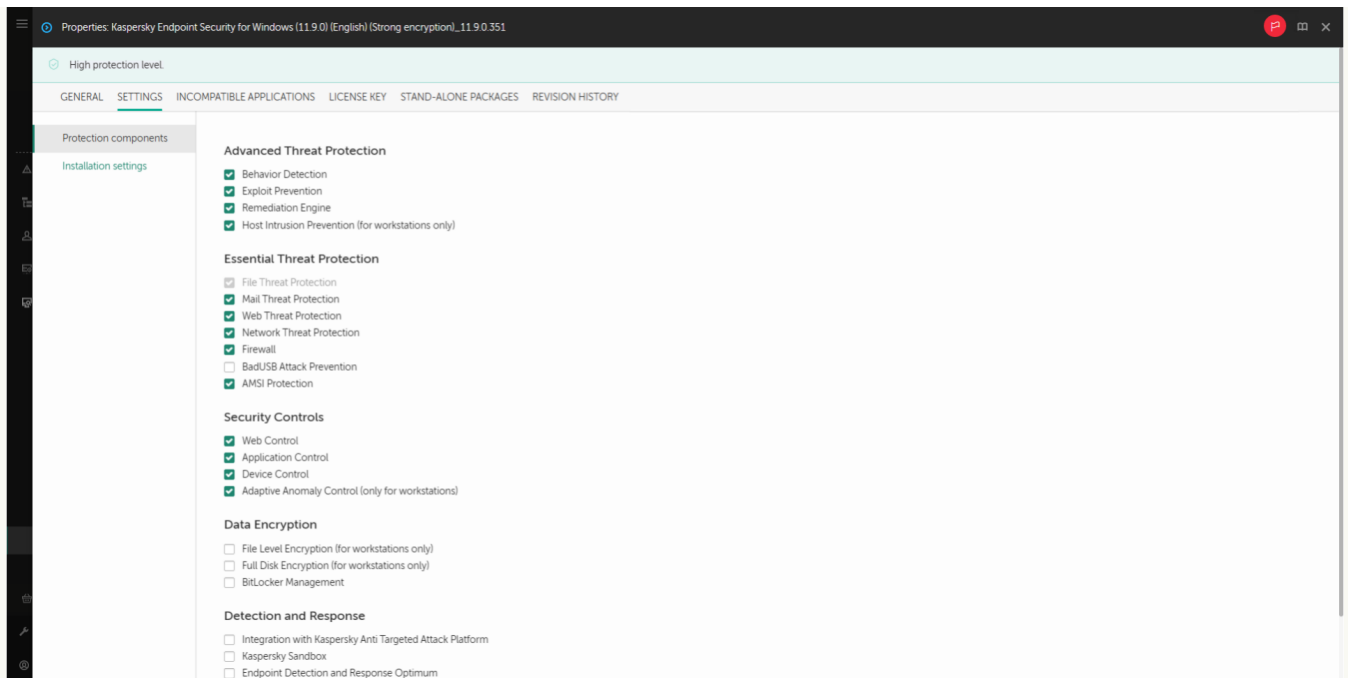 Properties: Kaspersky Endpoint Security for Windows (11.9.0) (English) (Strong encryption)_11.9.0.351
High protection level.
GENERAL SETTINGS INCOMPATIBLE APPLICATIONS LICENSE KEY STAND-ALONE PACKAGES REVISION HISTORY
Protection components
Installation settings
Advanced Threat Protection
Behavior Detection
Exploit Prevention
Remediation Engine
Host Intrusion Prevention (for workstations only)
Essential Threat Protection
File Threat Protection
Mail Threat Protection
Web Threat Protection
Network Threat Protection
Firewall
BadUSB Attack Prevention
AMSI Protection
Security Controls
Web Control
Application Control
Device Control
Adaptive Anomaly Control (only for workstations)
Data Encryption
File Level Encryption (for workstations only)
Full Disk Encryption (for workstations only)
BitLocker Management
Detection and Response
Integration with Kaspersky Anti Targeted Attack Platform
Kaspersky Sandbox
Endpoint Detection and Response Optimum